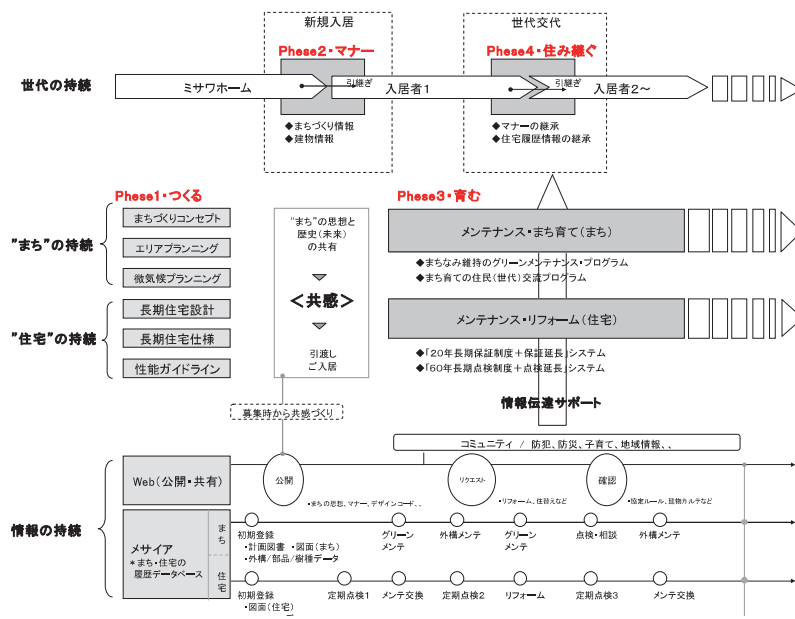 新規入居
世代交代
Phase2・マナー
Phase4・住み継ぐ
世代の持続
ミサワホーム
引継ぎ
入居者1
引継ぎ
入居者2～
◆まちづくり情報
◆建物情報
◆マナーの継承
◆住宅履歴情報の継承
Phase1・つくる
Phase3・育む
"まち"の持続
まちづくりコンセプト
エリアプランニング
微気候プランニング
"まち"の思想と
歴史(未来)
の共有
＜共感＞
引渡し
ご入居
メンテナンス・まち育て(まち)
◆まちなみ維持のグリーンメンテナンス・プログラム
◆まち育ての住民(世代)交流プログラム
"住宅"の持続
長期住宅設計
長期住宅仕様
性能ガイドライン
メンテナンス・リフォーム(住宅)
◆「20年長期保証制度＋保証延長」システム
◆「60年長期点検制度＋点検延長」システム
情報伝達サポート
募集時から共感づくり
コミュニティ / 防犯、防災、子育て、地域情報、、
情報の持続
Web(公開・共有)
公開
リクエスト
確認
・まちの思想、マナー、デザインコード、、
・リフォーム、住替えなど
・協定ルール、建物カルテなど
メサイア
＊まち・住宅の
履歴データベース
まち
初期登録
・計画図書 ・図面(まち)
・外構/部品/樹種データ
グリーン
メンテ
外構メンテ
グリーン
メンテ
点検・相談
外構メンテ
住宅
初期登録
・図面(住宅)
定期点検1
メンテ交換
定期点検2
リフォーム
定期点検3
メンテ交換